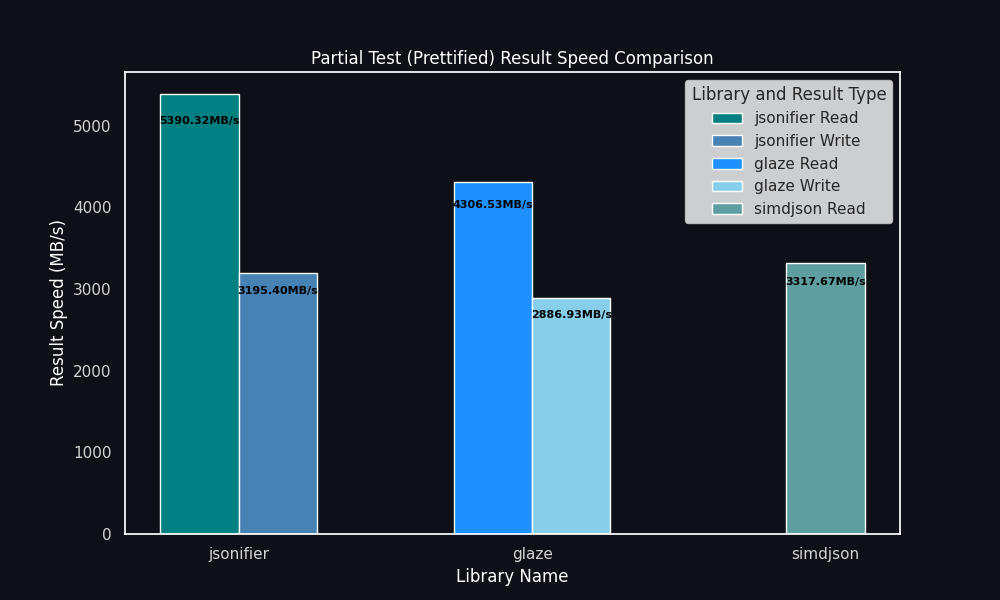 Partial Test (Prettified) Result Speed Comparison
Result Speed (MB/s)
5000
4000
3000
2000
1000
0
5390.32MB/s
3195.40MB/s
4306.53MB/s
2886.93MB/s
3317.67MB/s
Library and Result Type
jsonifier Read
jsonifier Write
glaze Read
glaze Write
simdjson Read
jsonifier
glaze
simdjson
Library Name